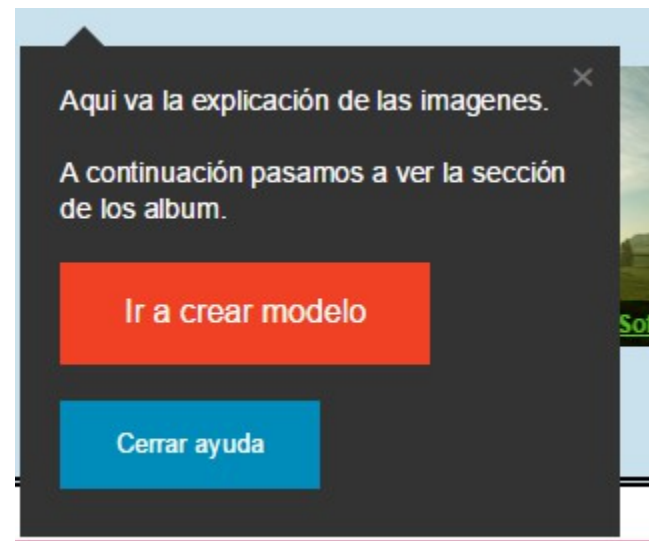 Aqui va la explicación de las imagenes.
A continuación pasamos a ver la sección
de los album.
Ir a crear modelo
Cerrar ayuda